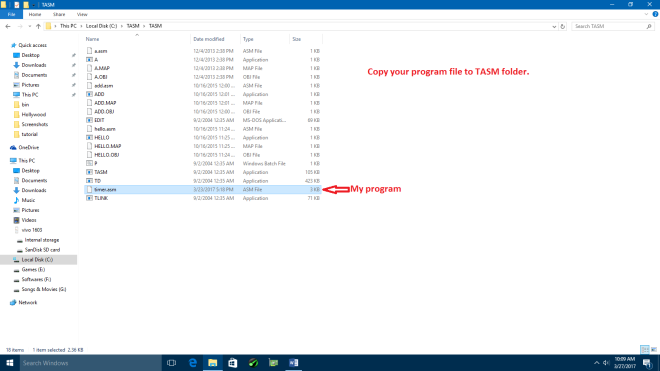 TASM
File Home Share View
This PC > Local Disk (C:) > TASM > TASM
Search TASM
Name Date modified Type Size
Quick access
Desktop
Downloads
Documents
Pictures
This PC
bin
Hollywood
Screenshots
tutorial
OneDrive
This PC
Desktop
Documents
Downloads
Music
Pictures
Videos
vivo 1603
Internal storage
SanDisk SD card
Local Disk (C:)
Games (E:)
Softwares (F:)
Songs & Movies (G:)
Network
a.asm 12/4/2013 2:38 PM ASM File 1 KB
A 12/4/2013 2:38 PM Application 1 KB
A.MAP 12/4/2013 2:38 PM MAP File 1 KB
A.OBJ 12/4/2013 2:38 PM OBJ File 1 KB
add.asm 10/16/2015 12:00 ... ASM File 1 KB
ADD 10/16/2015 12:01 ... Application 1 KB
ADD.MAP 10/16/2015 12:01 ... MAP File 1 KB
ADD.OBJ 10/16/2015 12:00 ... OBJ File 1 KB
EDIT 9/2/2004 12:35 AM MS-DOS Applicati... 69 KB
hello.asm 10/16/2015 11:24 ... ASM File 1 KB
HELLO 10/16/2015 11:25 ... Application 1 KB
HELLO.MAP 10/16/2015 11:25 ... MAP File 1 KB
HELLO.OBJ 10/16/2015 11:24 ... OBJ File 1 KB
P 9/2/2004 12:35 AM Windows Batch File 1 KB
TASM 9/2/2004 12:35 AM Application 105 KB
TD 9/2/2004 12:35 AM Application 423 KB
timer.asm 3/23/2017 5:18 PM ASM File 3 KB
TLINK 9/2/2004 12:35 AM Application 71 KB
Copy your program file to TASM folder.
My program
18 items 1 item selected 2.36 KB
Search Windows
10:09 AM
3/27/2017